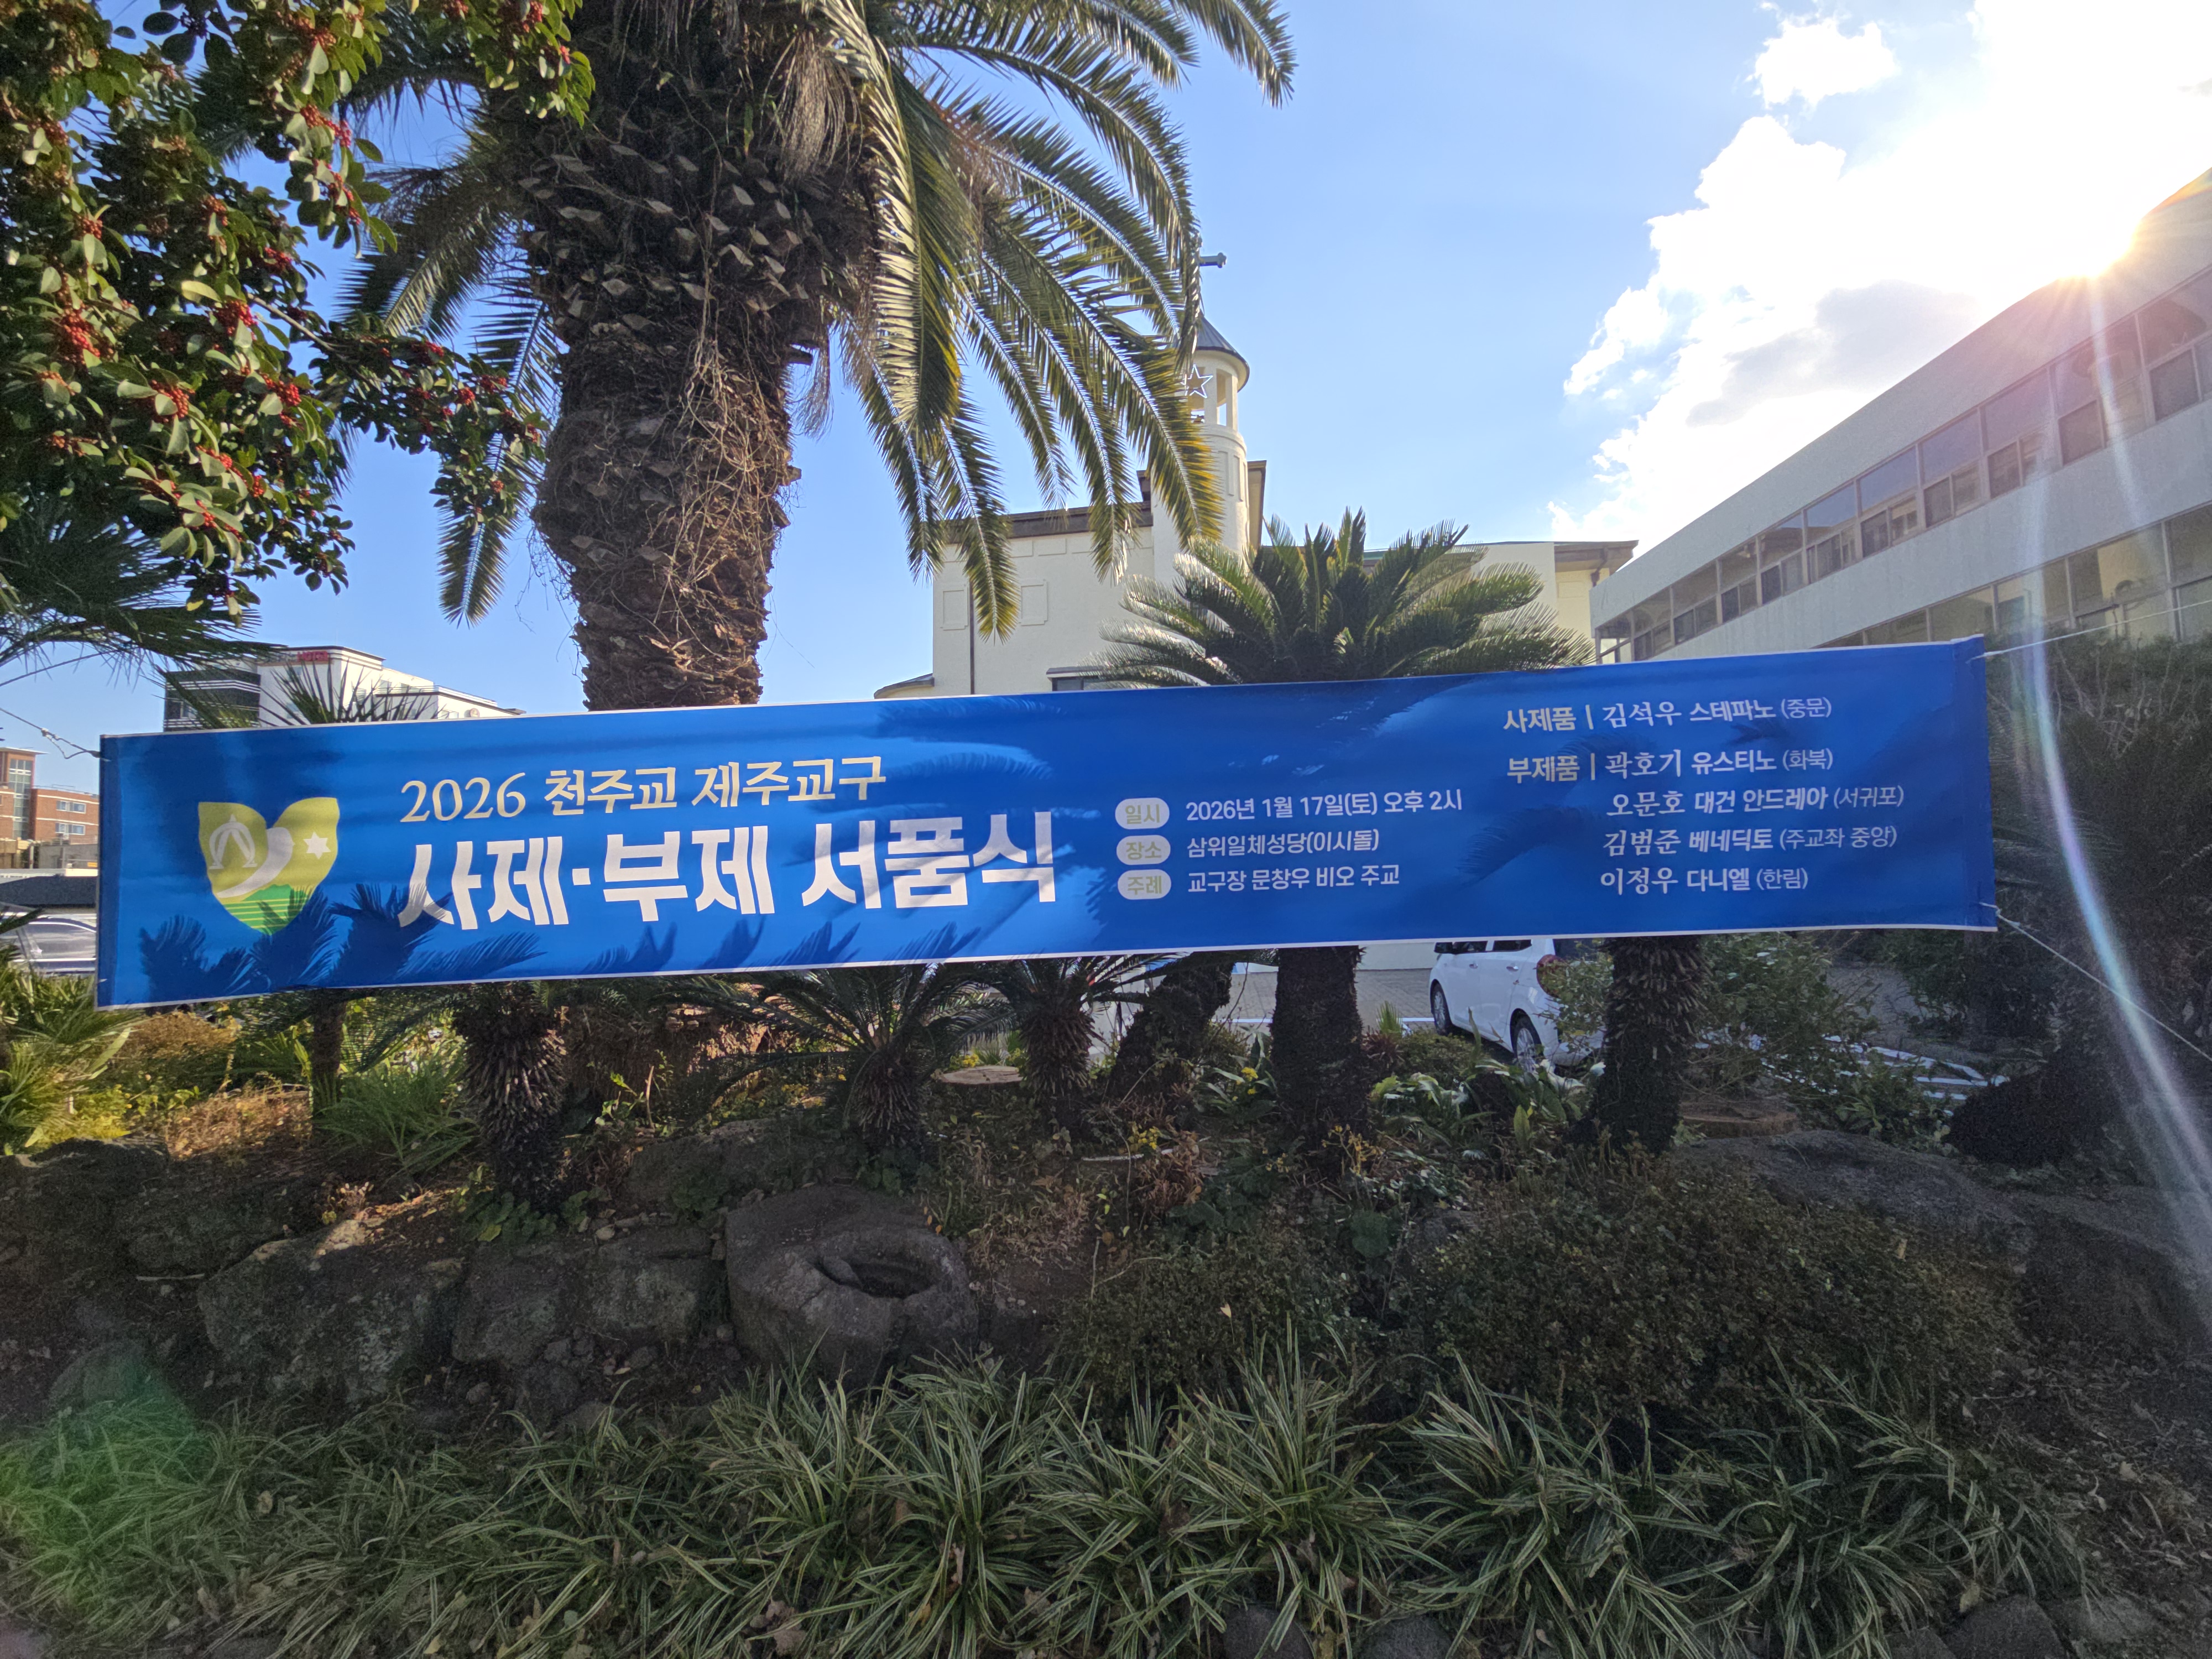 2026 천주교 제주교구
사제·부제 서품식
일시 2026년 1월 17일(토) 오후 2시
장소 삼위일체성당(이시돌)
주례 교구장 문창우 비오 주교
사제품 | 김석우 스테파노 (중문)
부제품 | 곽호기 유스티노 (화북)
오문호 대건 안드레아 (서귀포)
김범준 베네딕토 (주교좌 중앙)
이정우 다니엘 (한림)